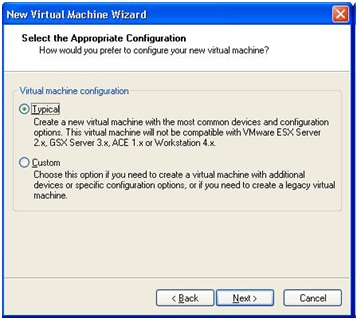 New Virtual Machine Wizard
Select the Appropriate Configuration
How would you prefer to configure your new virtual machine?
Virtual machine configuration
Typical
Create a new virtual machine with the most common devices and configuration
options. This virtual machine will not be compatible with VMware ESX Server
2.x, GSX Server 3.x, ACE 1.x or Workstation 4.x.
Custom
Choose this option if you need to create a virtual machine with additional
devices or specific configuration options, or if you need to create a legacy virtual
machine.
< Back
Next >
Cancel